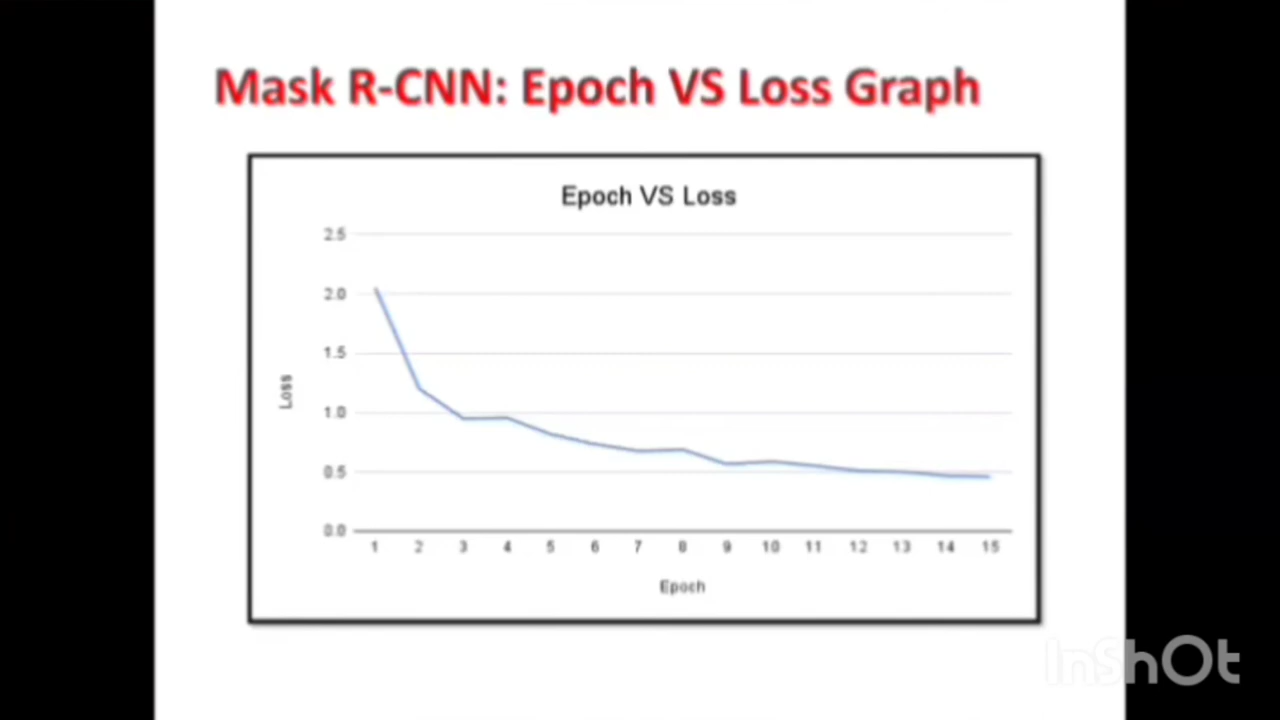 Mask R-CNN: Epoch VS Loss Graph
Epoch VS Loss
2.5
2.0
1.5
1.0
0.5
0.0
Loss
1 2 3 4 5 6 7 8 9 10 11 12 13 14 15
Epoch
InShOt